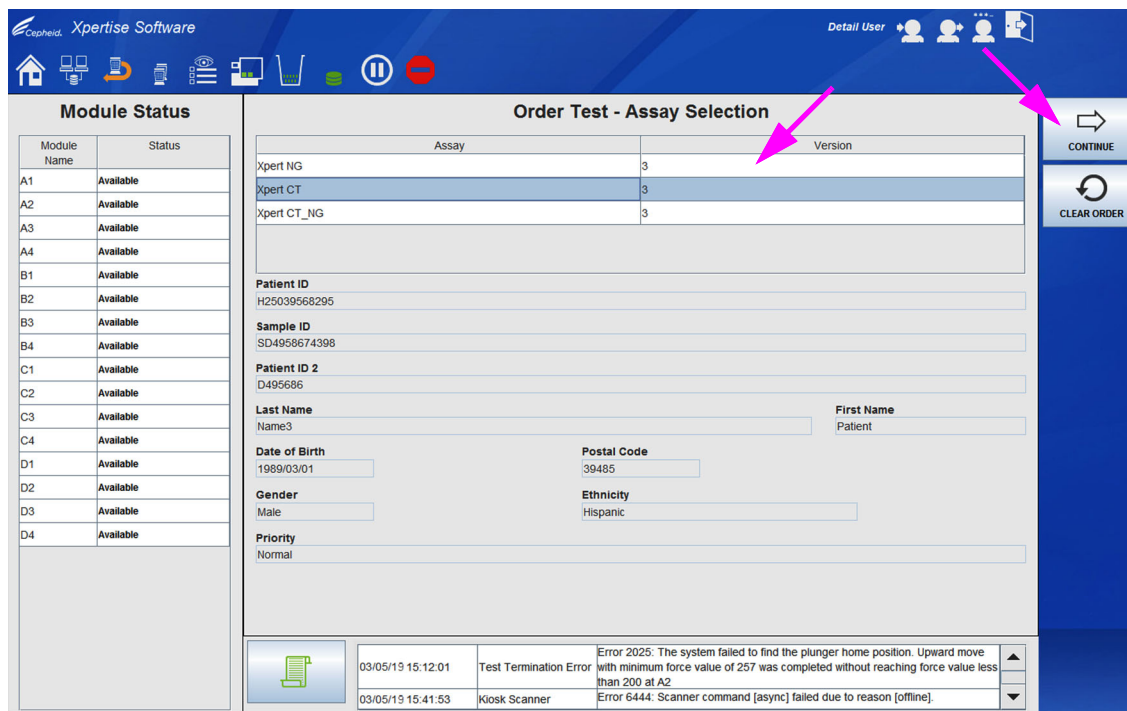 Cepheid. Xpertise Software
Detail User
Module Status
Module Name Status
A1 Available
A2 Available
A3 Available
A4 Available
B1 Available
B2 Available
B3 Available
B4 Available
C1 Available
C2 Available
C3 Available
C4 Available
D1 Available
D2 Available
D3 Available
D4 Available
Order Test - Assay Selection
Assay Version
Xpert NG 3
Xpert CT 3
Xpert CT_NG 3
Patient ID
H25039568295
Sample ID
SD4958674398
Patient ID 2
D495686
Last Name First Name
Name3 Patient
Date of Birth Postal Code
1989/03/01 39485
Gender Ethnicity
Male Hispanic
Priority
Normal
03/05/19 15:12:01 Test Termination Error Error 2025: The system failed to find the plunger home position. Upward move
with minimum force value of 257 was completed without reaching force value less
than 200 at A2
03/05/19 15:41:53 Kiosk Scanner Error 6444: Scanner command [async] failed due to reason [offline].
CONTINUE
CLEAR ORDER